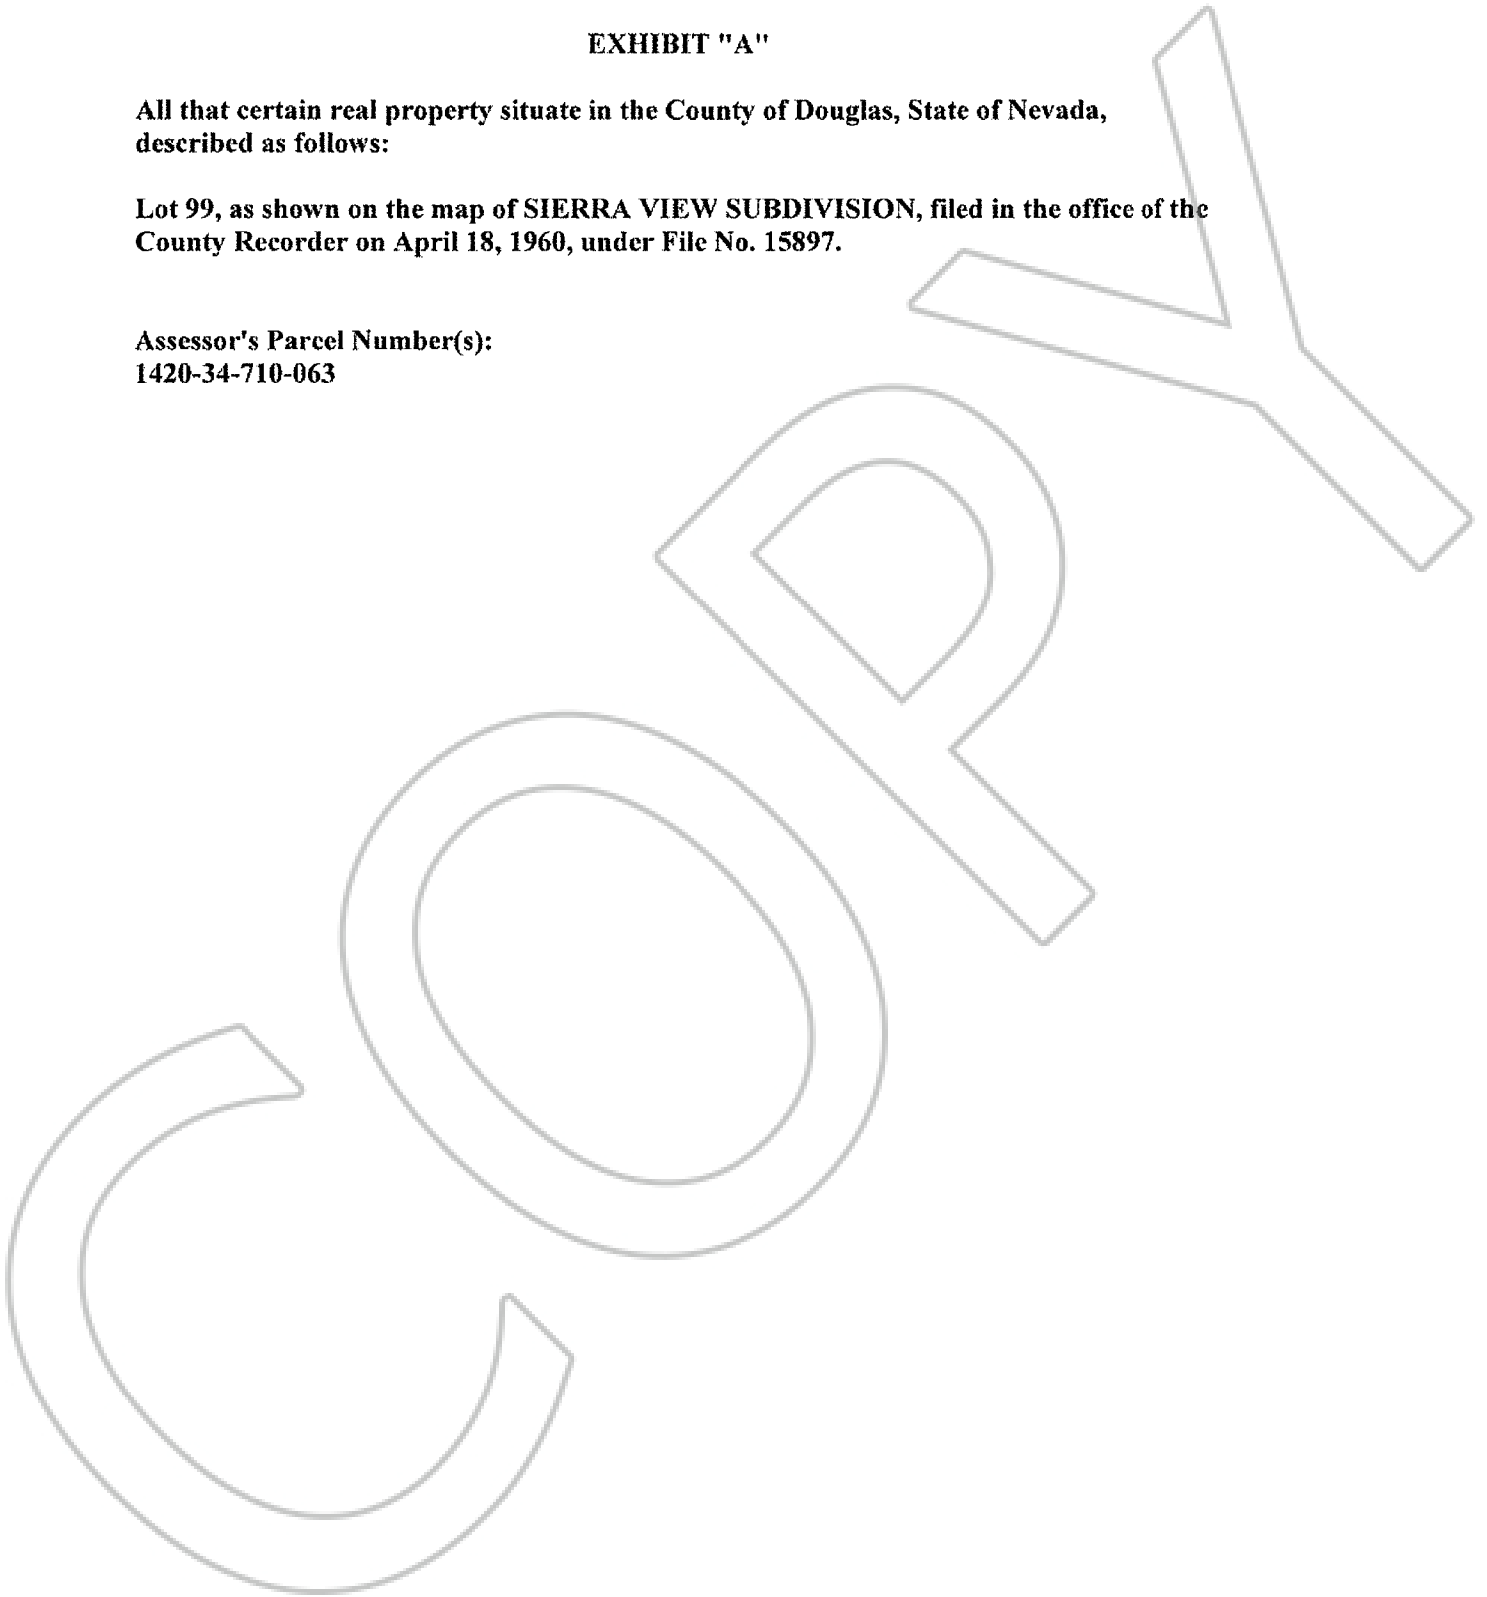 EXHIBIT "A"
All that certain real property situate in the County of Douglas, State of Nevada,
described as follows:
Lot 99, as shown on the map of SIERRA VIEW SUBDIVISION, filed in the office of the
County Recorder on April 18, 1960, under File No. 15897.
Assessor's Parcel Number(s):
1420-34-710-063
COPY